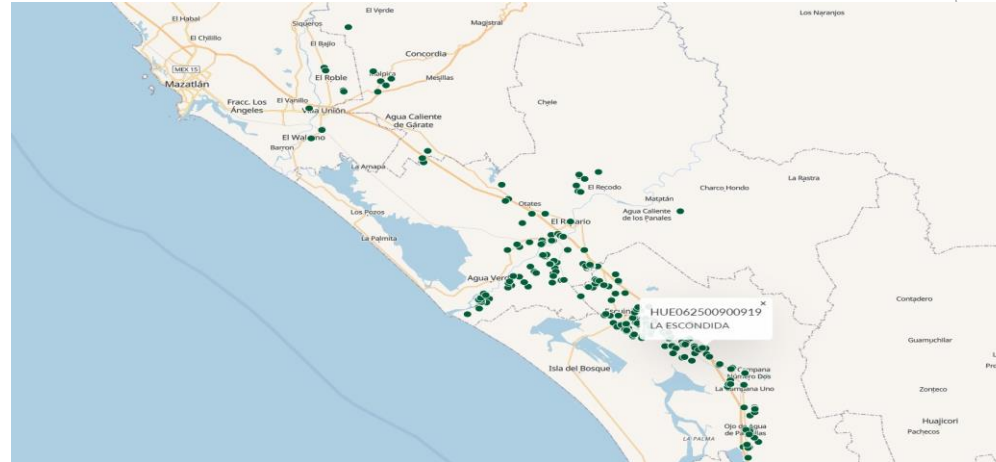 El Verde
Los Naranjos
El Habal
Siqueros
Magistral
El Chilillo
El Bajío
Concordia
MEX 15
El Roble
Mesillas
Mazatlán
Fracc. Los
Ángeles
El Vainillo
Villa Unión
Chele
Agua Caliente
de Gárate
El Walamo
Barron
La Amapa
La Rastra
El Recodo
Charco Hondo
Matatán
Otates
Los Pozos
Agua Caliente
de los Panales
El Rosario
La Palmita
Agua Verde
Contadero
×
HUE062500900919
LA ESCONDIDA
Guamuchilar
Isla del Bosque
Campana
Número Dos
La Campana Uno
Zonteco
Huajicori
Pachecos
LA PALMA